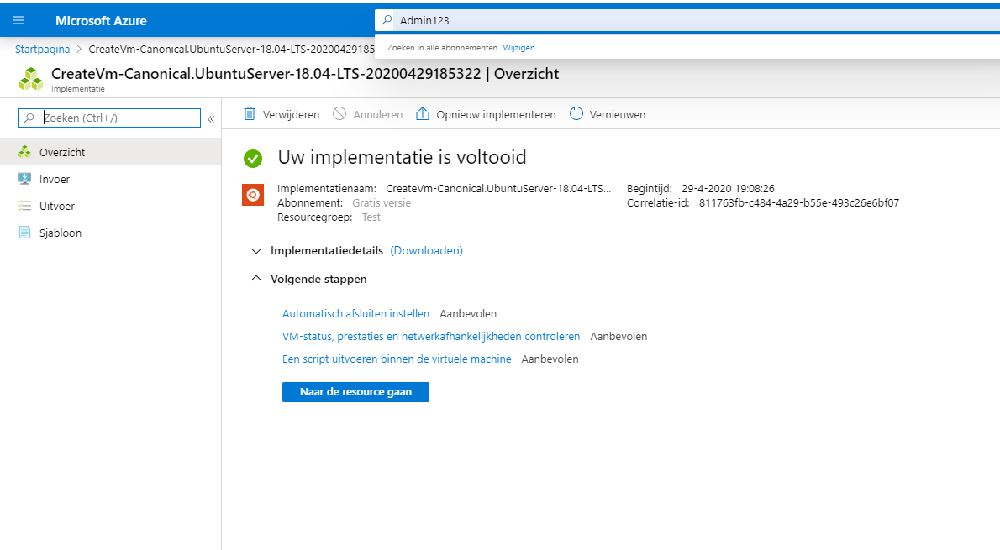 Microsoft Azure
Admin123
Zoeken in alle abonnementen. Wijzigen
Startpagina > CreateVm-Canonical.UbuntuServer-18.04-LTS-20200429185
CreateVm-Canonical.UbuntuServer-18.04-LTS-20200429185322 | Overzicht
Implementatie
Zoeken (Ctrl+/) «
Verwijderen Annuleren Opnieuw implementeren Vernieuwen
Overzicht
Invoer
Uitvoer
Sjabloon
Uw implementatie is voltooid
Implementatienaam: CreateVm-Canonical.UbuntuServer-18.04-LTS... Begintijd: 29-4-2020 19:08:26
Abonnement: Gratis versie Correlatie-id: 811763fb-c484-4a29-b55e-493c26e6bf07
Resourcegroep: Test
Implementatiedetails (Downloaden)
Volgende stappen
Automatisch afsluiten instellen Aanbevolen
VM-status, prestaties en netwerkafhankelijkheden controleren Aanbevolen
Een script uitvoeren binnen de virtuele machine Aanbevolen
Naar de resource gaan